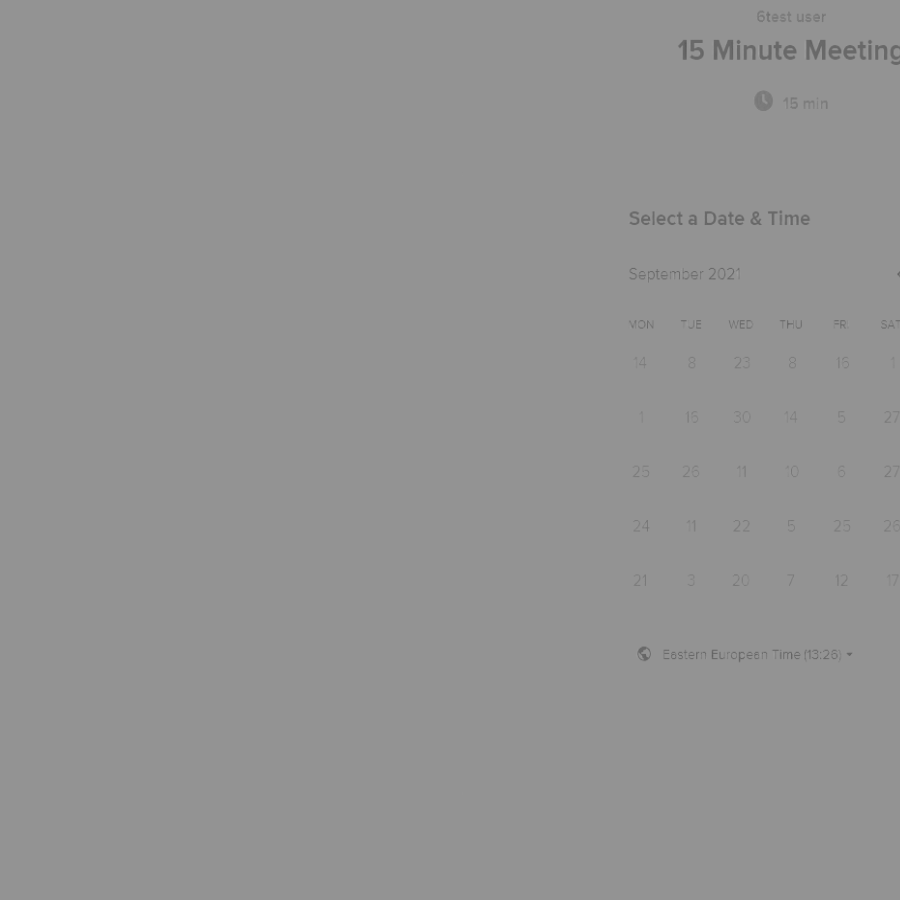 6test user
15 Minute Meeting
15 min
Select a Date & Time
September 2021
MON TUE WED THU FRI SAT
14 8 23 8 16 1
1 16 30 14 5 27
25 26 11 10 6 27
24 11 22 5 25 26
21 3 20 7 12 17
Eastern European Time (13:26)